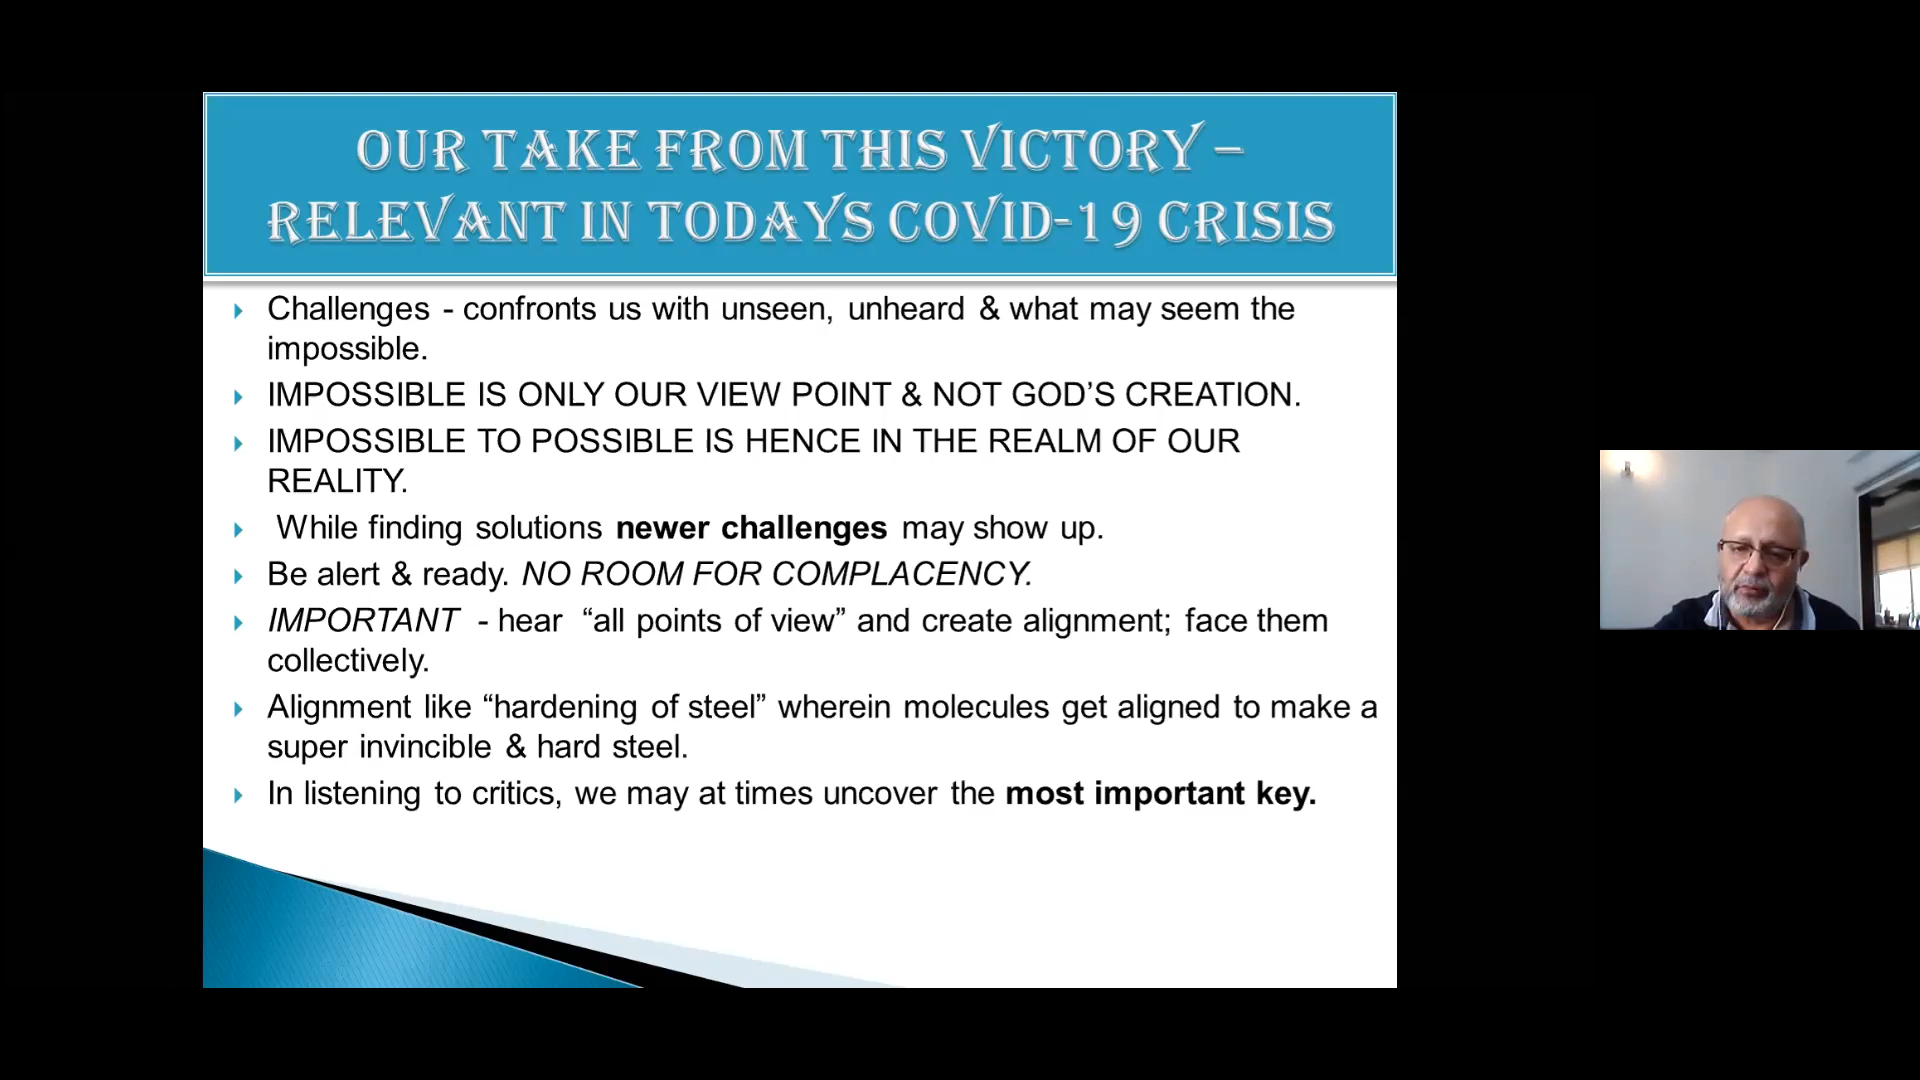 OUR TAKE FROM THIS VICTORY –
RELEVANT IN TODAYS COVID-19 CRISIS
Challenges - confronts us with unseen, unheard & what may seem the
impossible.
IMPOSSIBLE IS ONLY OUR VIEW POINT & NOT GOD’S CREATION.
IMPOSSIBLE TO POSSIBLE IS HENCE IN THE REALM OF OUR
REALITY.
While finding solutions newer challenges may show up.
Be alert & ready. NO ROOM FOR COMPLACENCY.
IMPORTANT - hear “all points of view” and create alignment; face them
collectively.
Alignment like “hardening of steel” wherein molecules get aligned to make a
super invincible & hard steel.
In listening to critics, we may at times uncover the most important key.